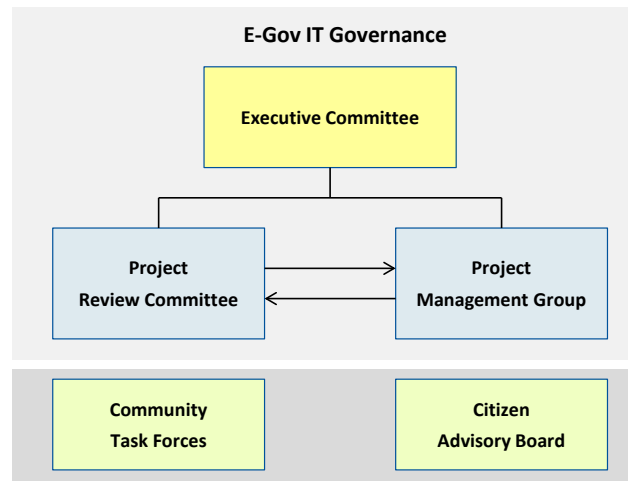 E-Gov IT Governance
Executive Committee
Project
Review Committee
Project
Management Group
Community
Task Forces
Citizen
Advisory Board